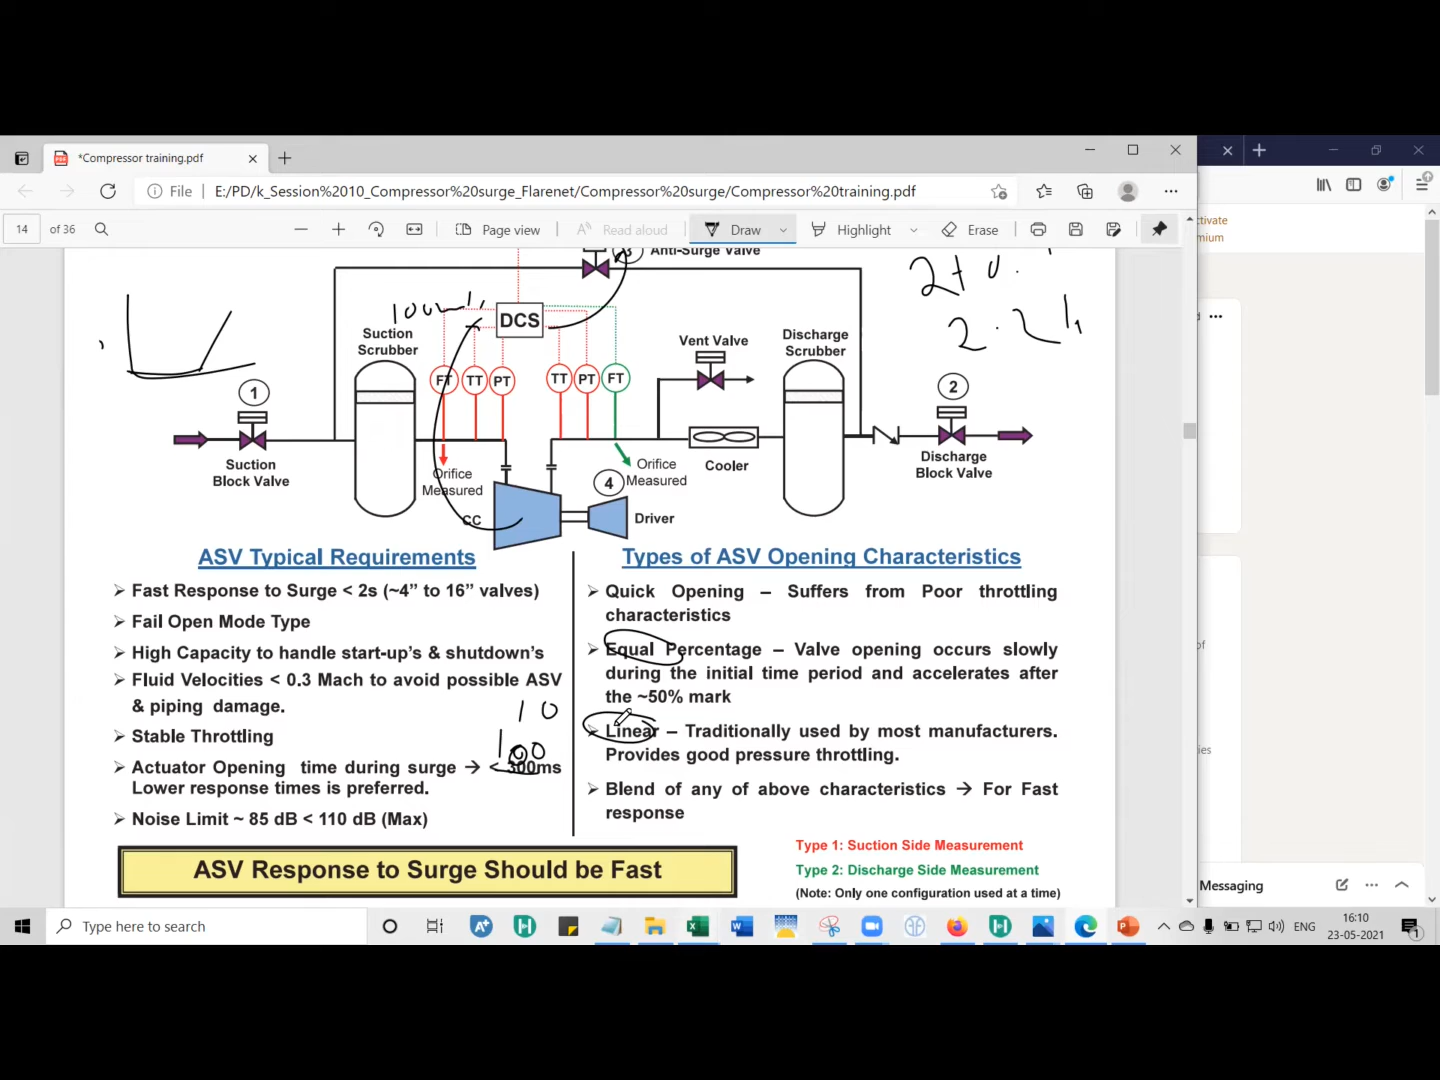 *Compressor training.pdf
File
E:/PD/k_Session%2010_Compressor%20surge_Flarenet/Compressor%20surge/Compressor%20training.pdf
14 of 36
Page view
Read aloud
Draw
Highlight
Erase
3
Anti-Surge Valve
2+0.1
2.2
100
DCS
Suction
Scrubber
FT
TT
PT
TT
PT
FT
Vent Valve
Discharge
Scrubber
1
2
Suction
Block Valve
Orifice
Measured
Orifice
Measured
Cooler
Discharge
Block Valve
4
CC
Driver
ASV Typical Requirements
Fast Response to Surge < 2s (~4” to 16” valves)
Fail Open Mode Type
High Capacity to handle start-up’s & shutdown’s
Fluid Velocities < 0.3 Mach to avoid possible ASV
& piping damage.
10
Stable Throttling
100
Actuator Opening time during surge → < 300ms
Lower response times is preferred.
Noise Limit ~ 85 dB < 110 dB (Max)
Types of ASV Opening Characteristics
Quick Opening – Suffers from Poor throttling
characteristics
Equal Percentage – Valve opening occurs slowly
during the initial time period and accelerates after
the ~50% mark
Linear – Traditionally used by most manufacturers.
Provides good pressure throttling.
Blend of any of above characteristics → For Fast
response
ASV Response to Surge Should be Fast
Type 1: Suction Side Measurement
Type 2: Discharge Side Measurement
(Note: Only one configuration used at a time)
Messaging
Type here to search
ENG
16:10
23-05-2021